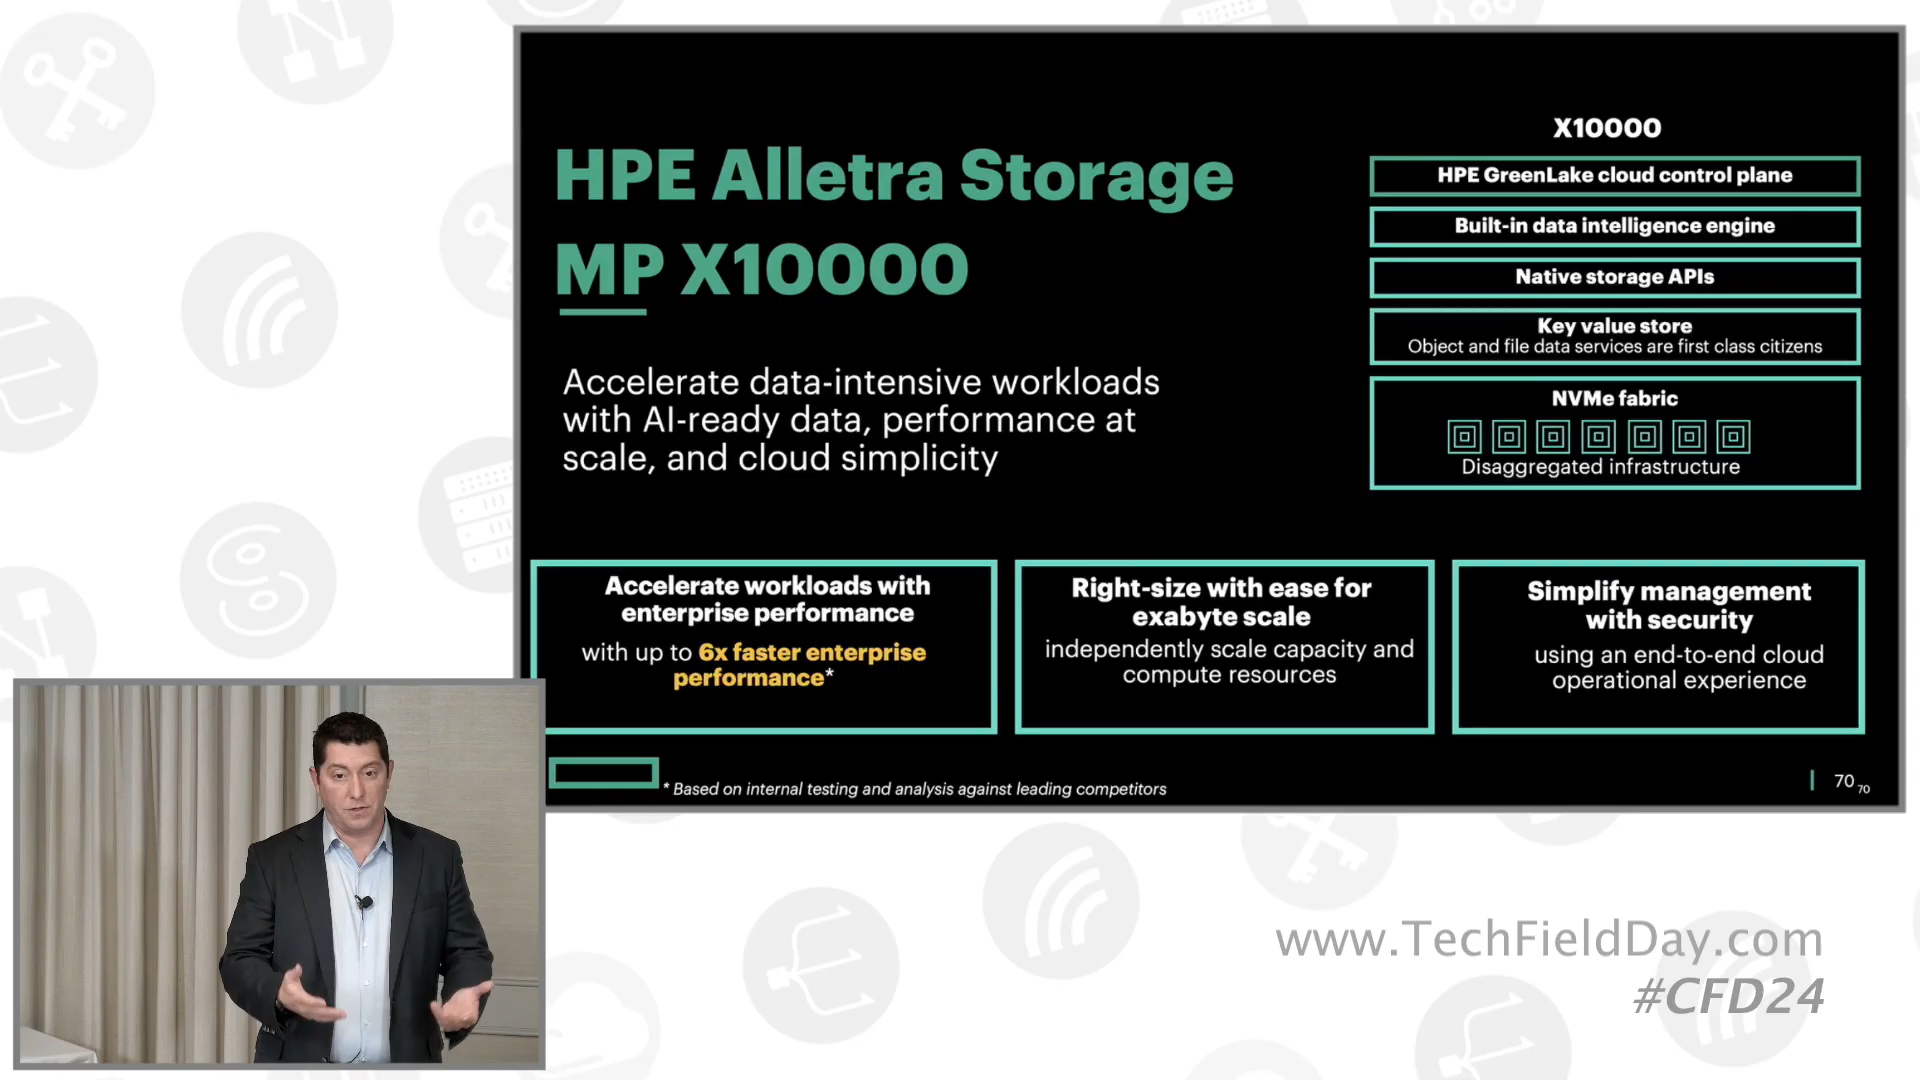 HPE Alletra Storage
MP X10000
Accelerate data-intensive workloads
with AI-ready data, performance at
scale, and cloud simplicity
X10000
HPE GreenLake cloud control plane
Built-in data intelligence engine
Native storage APIs
Key value store
Object and file data services are first class citizens
NVMe fabric
Disaggregated infrastructure
Accelerate workloads with
enterprise performance
with up to 6x faster enterprise
performance*
Right-size with ease for
exabyte scale
independently scale capacity and
compute resources
Simplify management
with security
using an end-to-end cloud
operational experience
* Based on internal testing and analysis against leading competitors
70 70
www.TechFieldDay.com
#CFD24